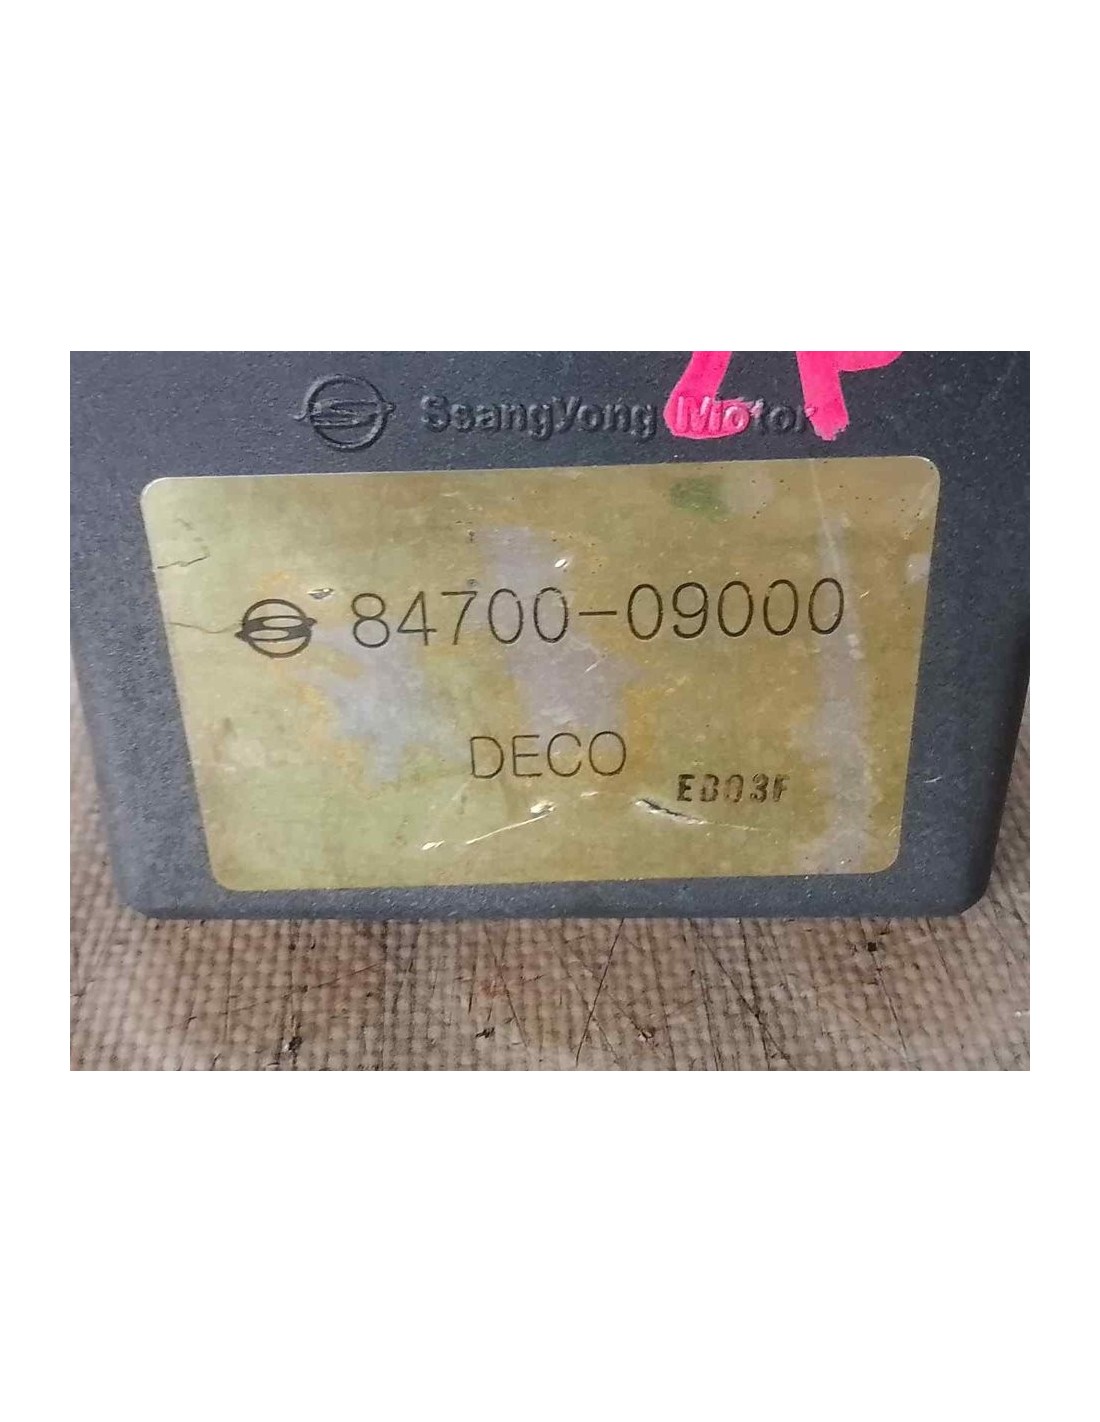 SsangYong Motor
84700-09000
DECO
EB03F